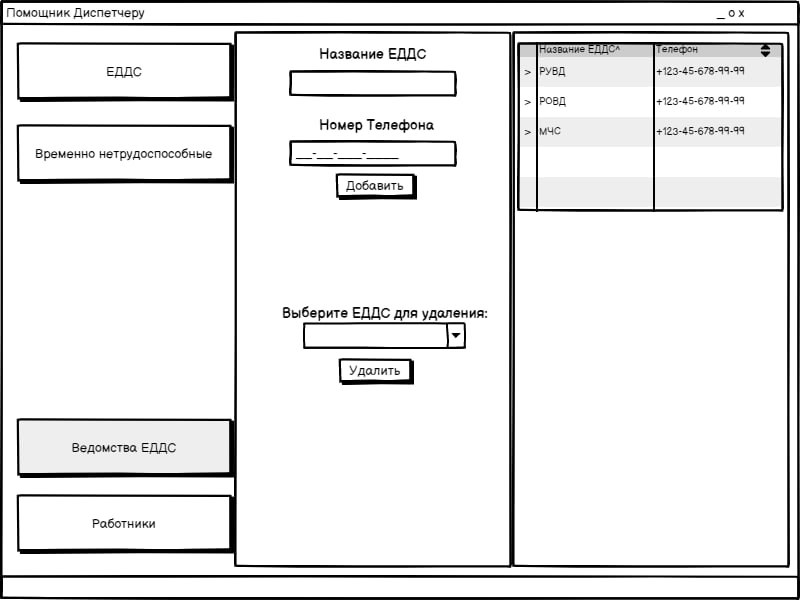 Помощник Диспетчеру
_ o x
ЕДДС
Временно нетрудоспособные
Ведомства ЕДДС
Работники
Название ЕДДС
Номер Телефона
__-__-___-____
Добавить
Выберите ЕДДС для удаления:
Удалить
Название ЕДДС^ Телефон
> РУВД +123-45-678-99-99
> РОВД +123-45-678-99-99
> МЧС +123-45-678-99-99